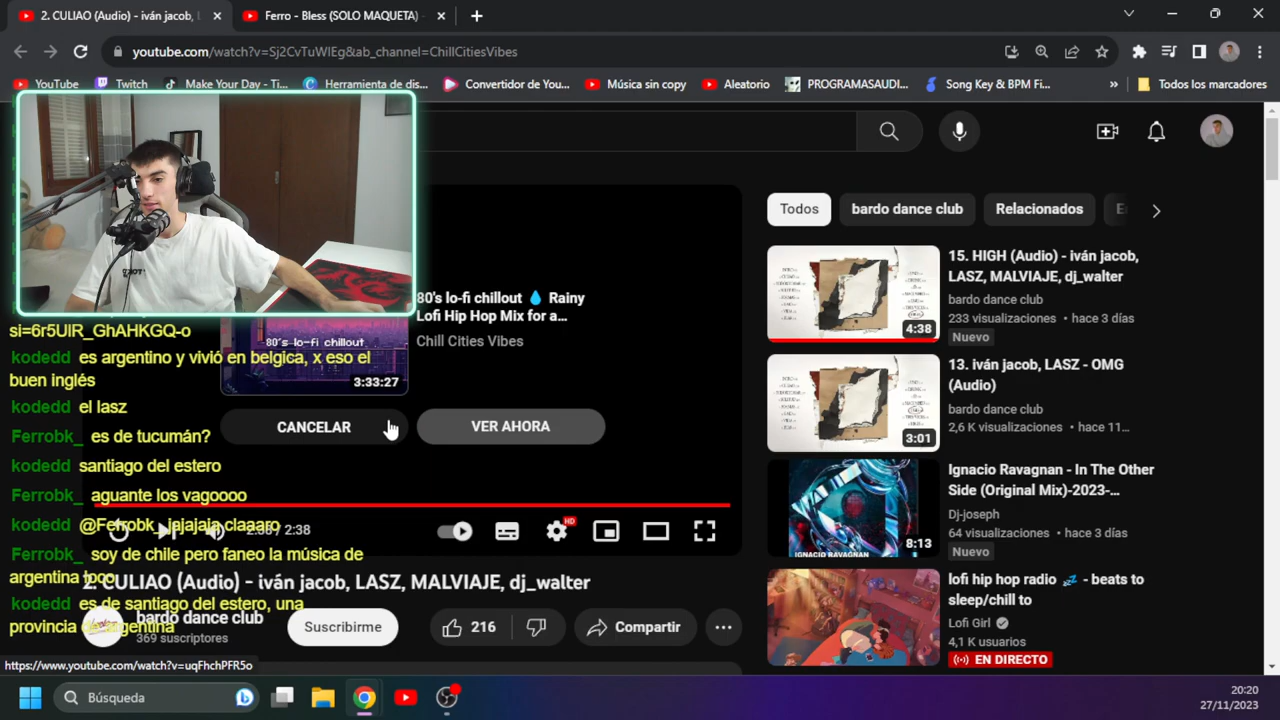 2. CULIAO (Audio) - iván jacob, L
Ferro - Bless (SOLO MAQUETA) -
youtube.com/watch?v=Sj2CvTuWIEg&ab_channel=ChillCitiesVibes
YouTube
Twitch
Make Your Day - Ti...
Herramienta de dis...
Convertidor de You...
Música sin copy
Aleatorio
PROGRAMASAUDI...
Song Key & BPM Fi...
Todos los marcadores
80's lo-fi chillout 💧 Rainy
Lofi Hip Hop Mix for a...
Chill Cities Vibes
80's lo-fi chillout
3:33:27
CANCELAR
VER AHORA
si=6r5UlR_GhAHKGQ-o
kodedd es argentino y vivió en belgica, x eso el
buen inglés
kodedd el lasz
Ferrobk_ es de tucumán?
kodedd santiago del estero
Ferrobk_ aguante los vagoooo
kodedd @Ferrobk_ jajajaja claaaro
Ferrobk_ soy de chile pero faneo la música de
argentina loco
kodedd es de santiago del estero, una
provincia de argentina
/ 2:38
HD
2. CULIAO (Audio) - iván jacob, LASZ, MALVIAJE, dj_walter
bardo dance club
369 suscriptores
Suscribirme
216
Compartir
https://www.youtube.com/watch?v=uqFhchPFR5o
Todos
bardo dance club
Relacionados
15. HIGH (Audio) - iván jacob,
LASZ, MALVIAJE, dj_walter
bardo dance club
233 visualizaciones • hace 3 días
Nuevo
4:38
13. iván jacob, LASZ - OMG
(Audio)
bardo dance club
2,6 K visualizaciones • hace 11...
3:01
Ignacio Ravagnan - In The Other
Side (Original Mix)-2023-...
Dj-joseph
64 visualizaciones • hace 3 días
Nuevo
8:13
IGNACIO RAVAGNAN - IN THE OTHER
lofi hip hop radio 💤 - beats to
sleep/chill to
Lofi Girl
4,1 K usuarios
EN DIRECTO
Búsqueda
20:20
27/11/2023